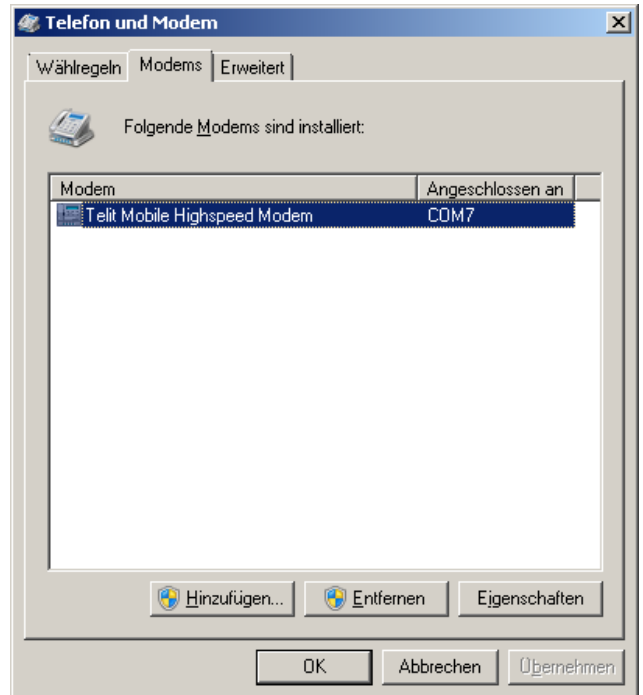 Telefon und Modem
Wählregeln Modems Erweitert
Folgende Modems sind installiert:
Modem Angeschlossen an
Telit Mobile Highspeed Modem COM7
Hinzufügen... Entfernen Eigenschaften
OK Abbrechen Übernehmen